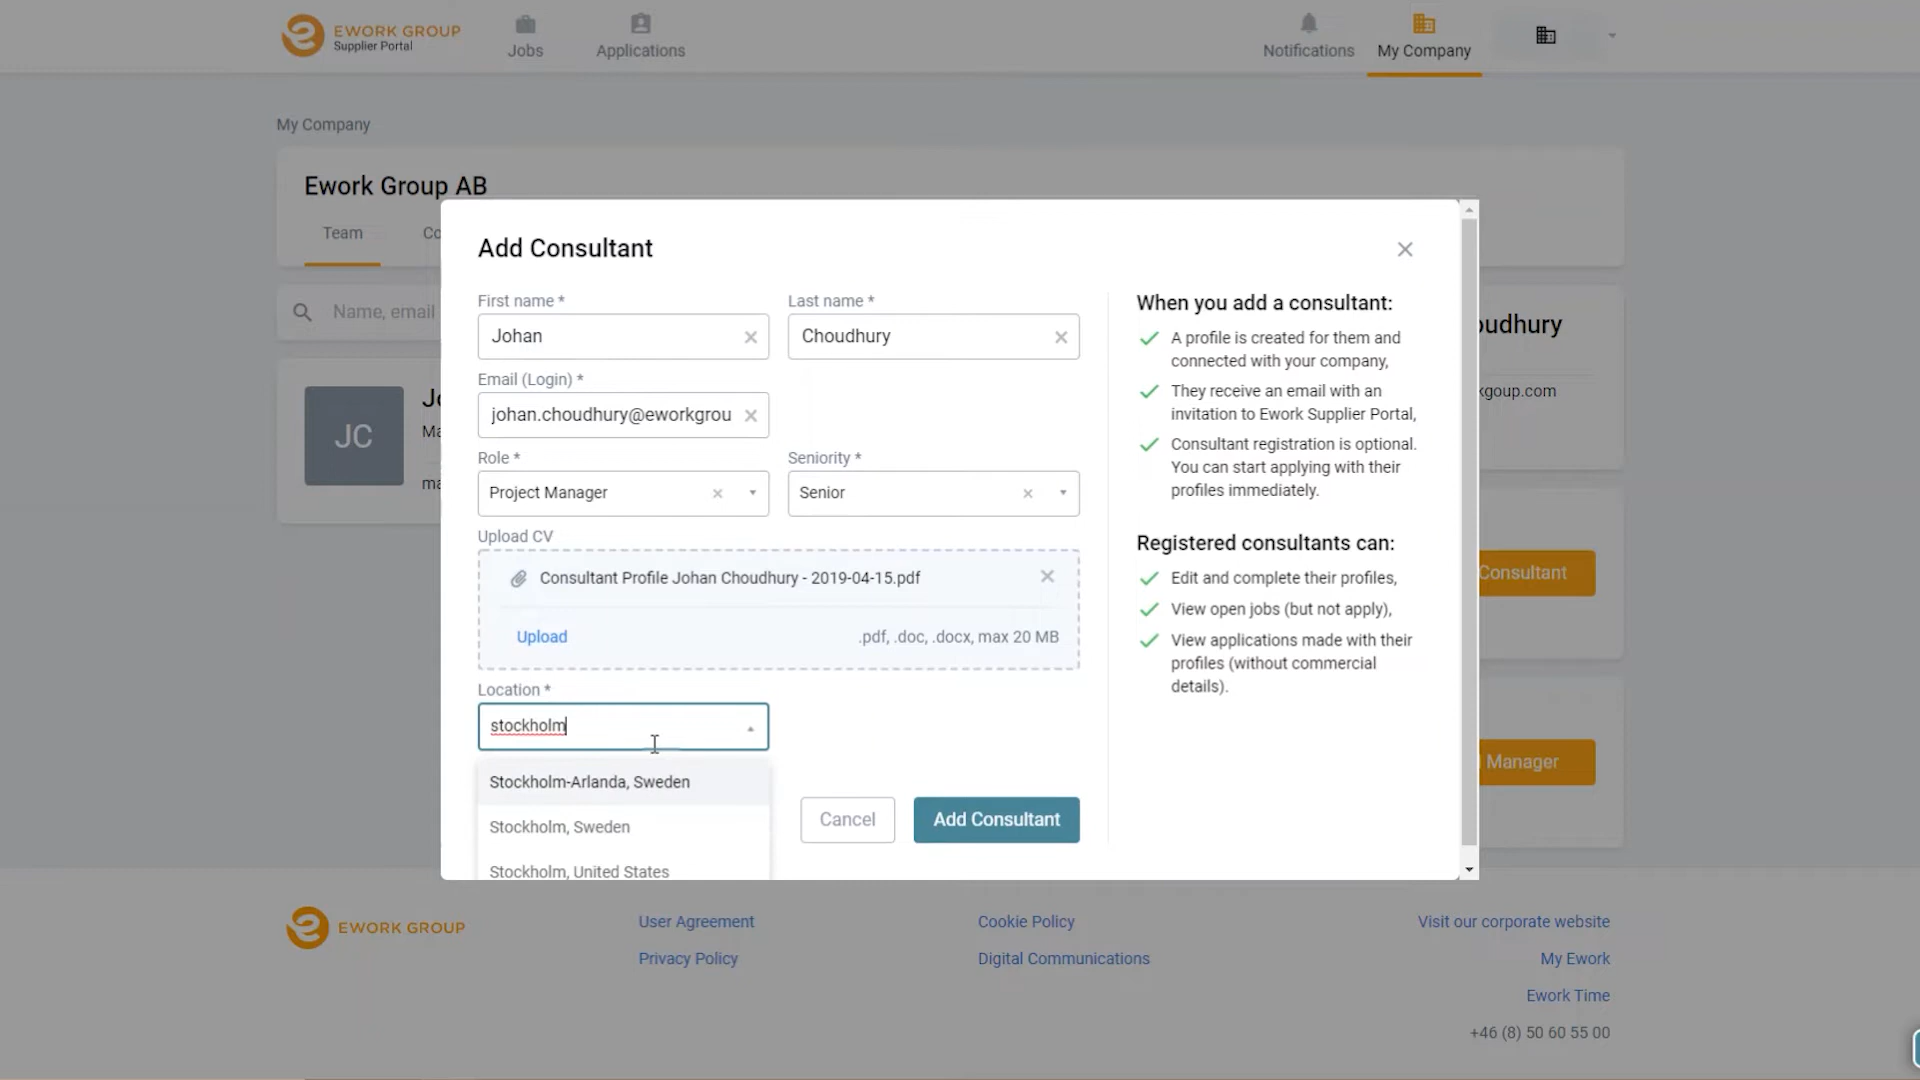 EWORK GROUP
Supplier Portal
Jobs
Applications
Notifications
My Company
My Company
Ework Group AB
Team
Co
Name, email
JC
Jo
Ma
ma
oudhury
kgoup.com
Consultant
Manager
Add Consultant
First name *
Last name *
Johan
Choudhury
Email (Login) *
johan.choudhury@eworkgrou
Role *
Seniority *
Project Manager
Senior
Upload CV
Consultant Profile Johan Choudhury - 2019-04-15.pdf
Upload
.pdf, .doc, .docx, max 20 MB
Location *
stockholm
Stockholm-Arlanda, Sweden
Stockholm, Sweden
Stockholm, United States
Cancel
Add Consultant
When you add a consultant:
A profile is created for them and
connected with your company,
They receive an email with an
invitation to Ework Supplier Portal,
Consultant registration is optional.
You can start applying with their
profiles immediately.
Registered consultants can:
Edit and complete their profiles,
View open jobs (but not apply),
View applications made with their
profiles (without commercial
details).
EWORK GROUP
User Agreement
Privacy Policy
Cookie Policy
Digital Communications
Visit our corporate website
My Ework
Ework Time
+46 (8) 50 60 55 00